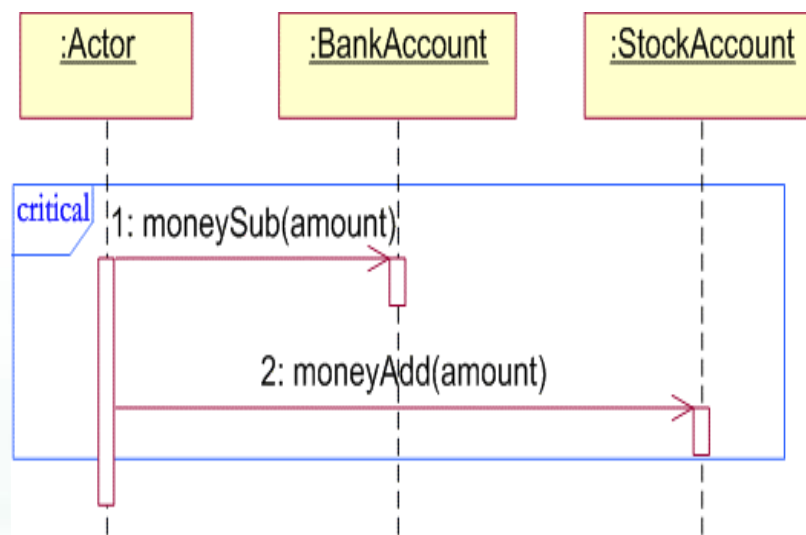 :Actor
:BankAccount
:StockAccount
critical
1: moneySub(amount)
2: moneyAdd(amount)